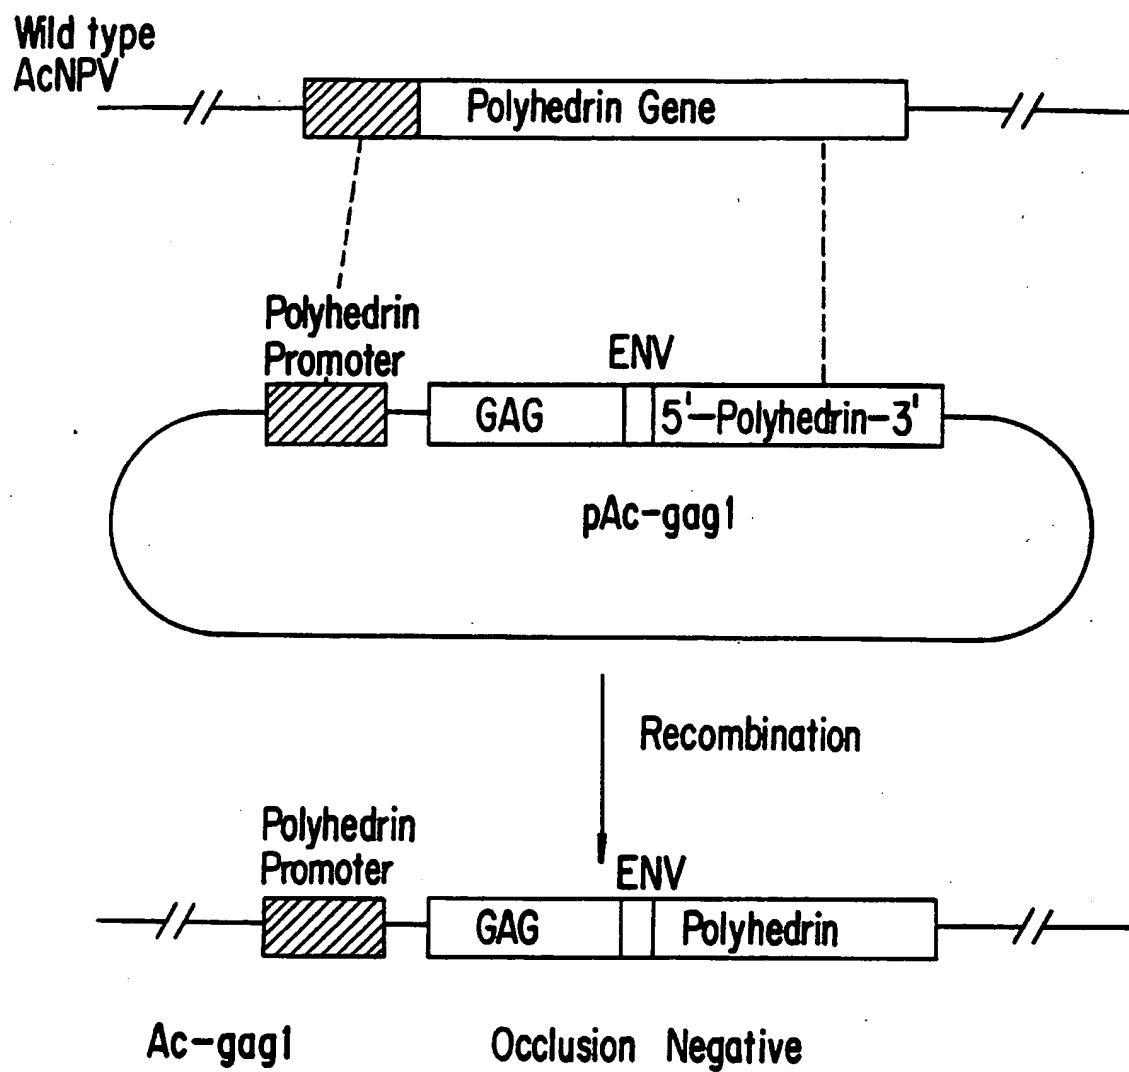 Wild type
AcNPV
Polyhedrin Gene
Polyhedrin
Promoter
ENV
GAG
5'-Polyhedrin-3'
pAc-gag1
Recombination
Polyhedrin
Promoter
ENV
GAG
Polyhedrin
Ac-gag1
Occlusion Negative